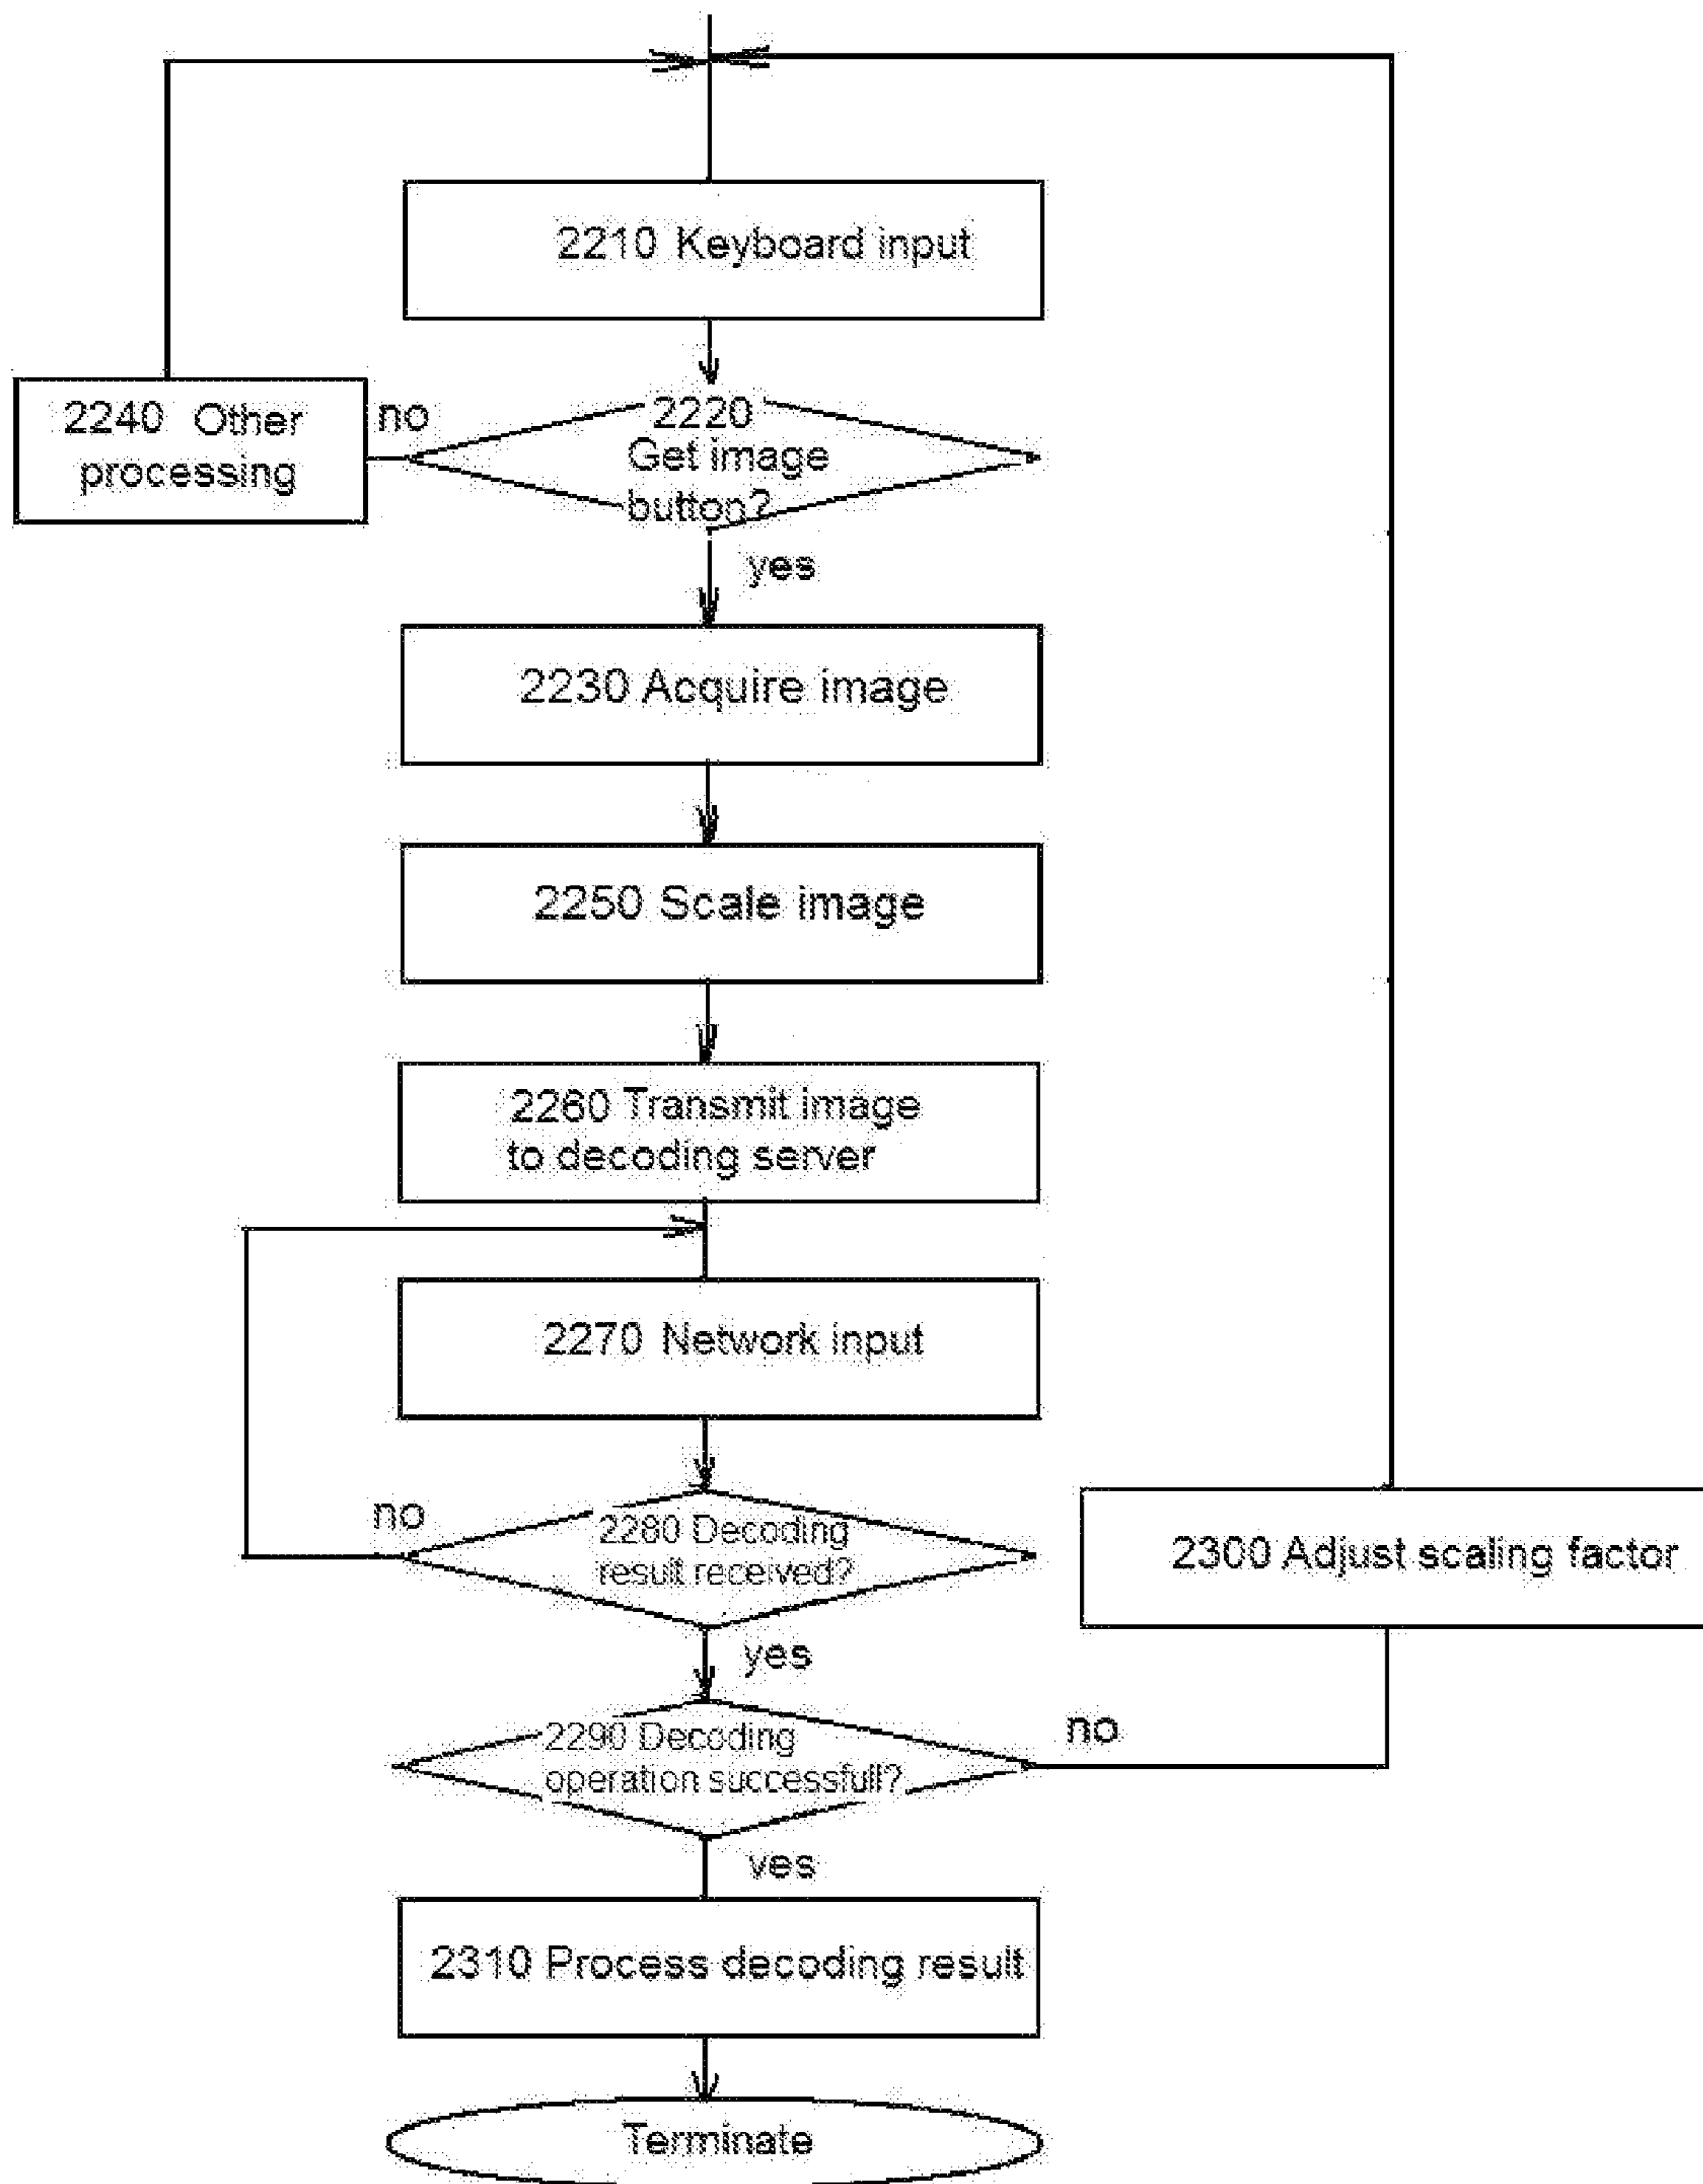 2210 Keyboard input
2240 Other
processing
no
2220
Get image
button?
yes
2230 Acquire image
2250 Scale image
2260 Transmit image
to decoding server
2270 Network input
no
2280 Decoding
result received?
2300 Adjust scaling factor
yes
2290 Decoding
operation successfull?
no
yes
2310 Process decoding result
Terminate